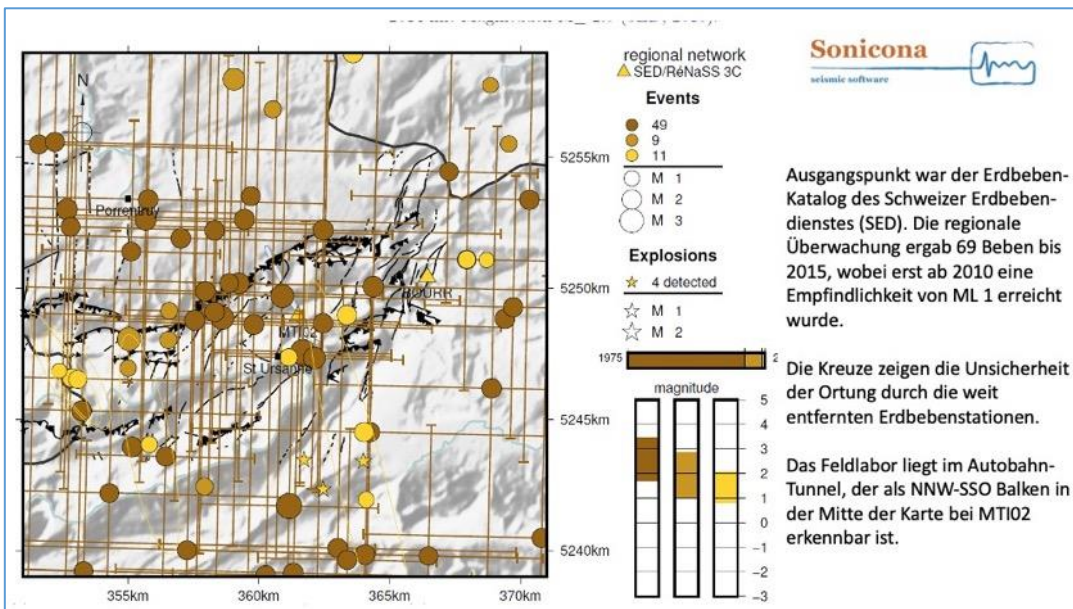 regional network
SED/RéNaSS 3C
Events
49
9
11
M 1
M 2
M 3
Explosions
4 detected
M 1
M 2
1975
magnitude
5
4
3
2
1
0
−1
−2
−3
N
Porrentruy
BOURR
MTI02
St Ursanne
5255km
5250km
5245km
5240km
355km
360km
365km
370km
Sonicona
seismic software
Ausgangspunkt war der Erdbeben-
Katalog des Schweizer Erdbeben-
dienstes (SED). Die regionale
Überwachung ergab 69 Beben bis
2015, wobei erst ab 2010 eine
Empfindlichkeit von ML 1 erreicht
wurde.
Die Kreuze zeigen die Unsicherheit
der Ortung durch die weit
entfernten Erdbebenstationen.
Das Feldlabor liegt im Autobahn-
Tunnel, der als NNW-SSO Balken in
der Mitte der Karte bei MTI02
erkennbar ist.